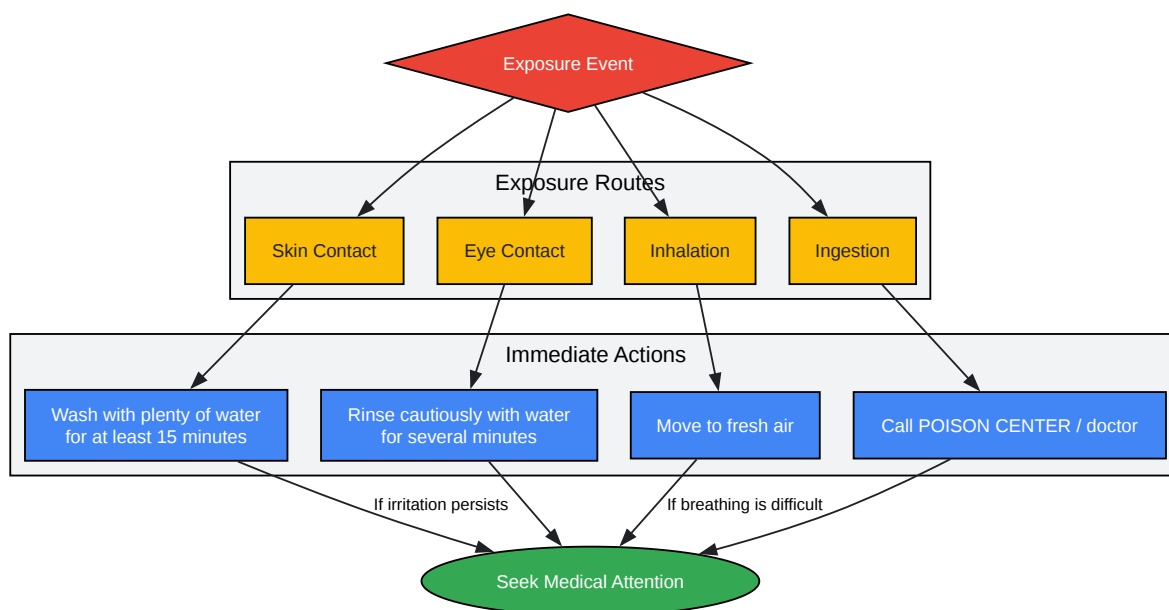 Exposure Event
Exposure Routes
Skin Contact
Eye Contact
Inhalation
Ingestion
Immediate Actions
Wash with plenty of water
for at least 15 minutes
Rinse cautiously with water
for several minutes
Move to fresh air
Call POISON CENTER / doctor
If irritation persists
If breathing is difficult
Seek Medical Attention